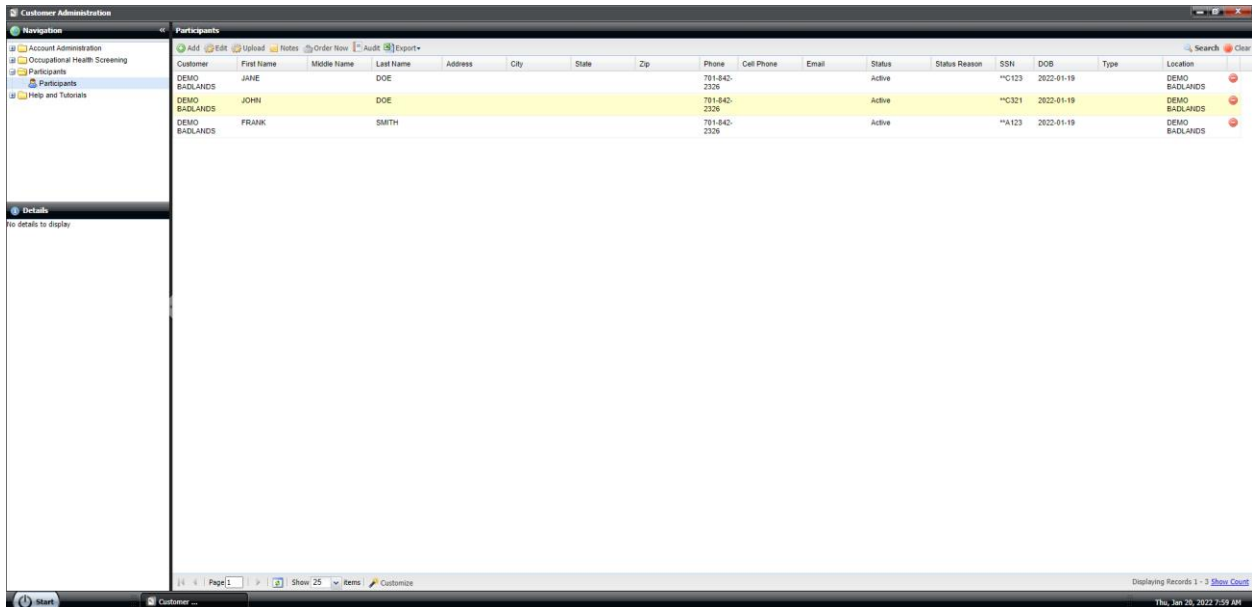 Customer Administration
Navigation
Account Administration
Occupational Health Screening
Participants
Participants
Help and Tutorials
Details
No details to display
Participants
Add Edit Upload Notes Order Now Audit Export Search Clear
Customer First Name Middle Name Last Name Address City State Zip Phone Cell Phone Email Status Status Reason SSN DOB Type Location
DEMO BADLANDS JANE DOE 701-842-2326 Active **C123 2022-01-19 DEMO BADLANDS
DEMO BADLANDS JOHN DOE 701-842-2326 Active **C321 2022-01-19 DEMO BADLANDS
DEMO BADLANDS FRANK SMITH 701-842-2326 Active **A123 2022-01-19 DEMO BADLANDS
Page 1 Show 25 items Customize Displaying Records 1 - 3 Show Count
Start Customer ... Thu, Jan 20, 2022 7:59 AM